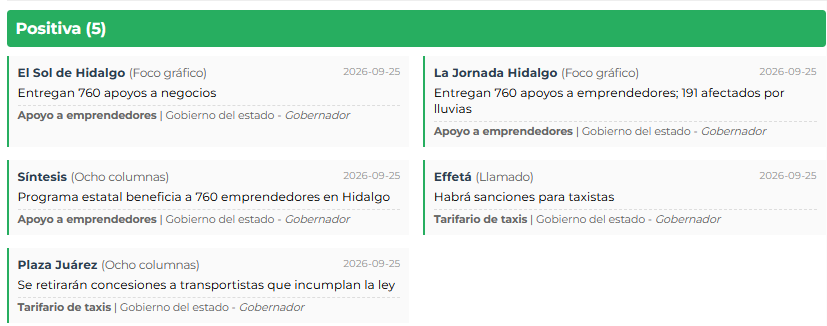 Positiva (5)
El Sol de Hidalgo (Foco gráfico) 2026-09-25
Entregan 760 apoyos a negocios
Apoyo a emprendedores | Gobierno del estado - Gobernador
La Jornada Hidalgo (Foco gráfico) 2026-09-25
Entregan 760 apoyos a emprendedores; 191 afectados por
lluvias
Apoyo a emprendedores | Gobierno del estado - Gobernador
Síntesis (Ocho columnas) 2026-09-25
Programa estatal beneficia a 760 emprendedores en Hidalgo
Apoyo a emprendedores | Gobierno del estado - Gobernador
Effetá (Llamado) 2026-09-25
Habrá sanciones para taxistas
Tarifario de taxis | Gobierno del estado - Gobernador
Plaza Juárez (Ocho columnas) 2026-09-25
Se retirarán concesiones a transportistas que incumplan la ley
Tarifario de taxis | Gobierno del estado - Gobernador